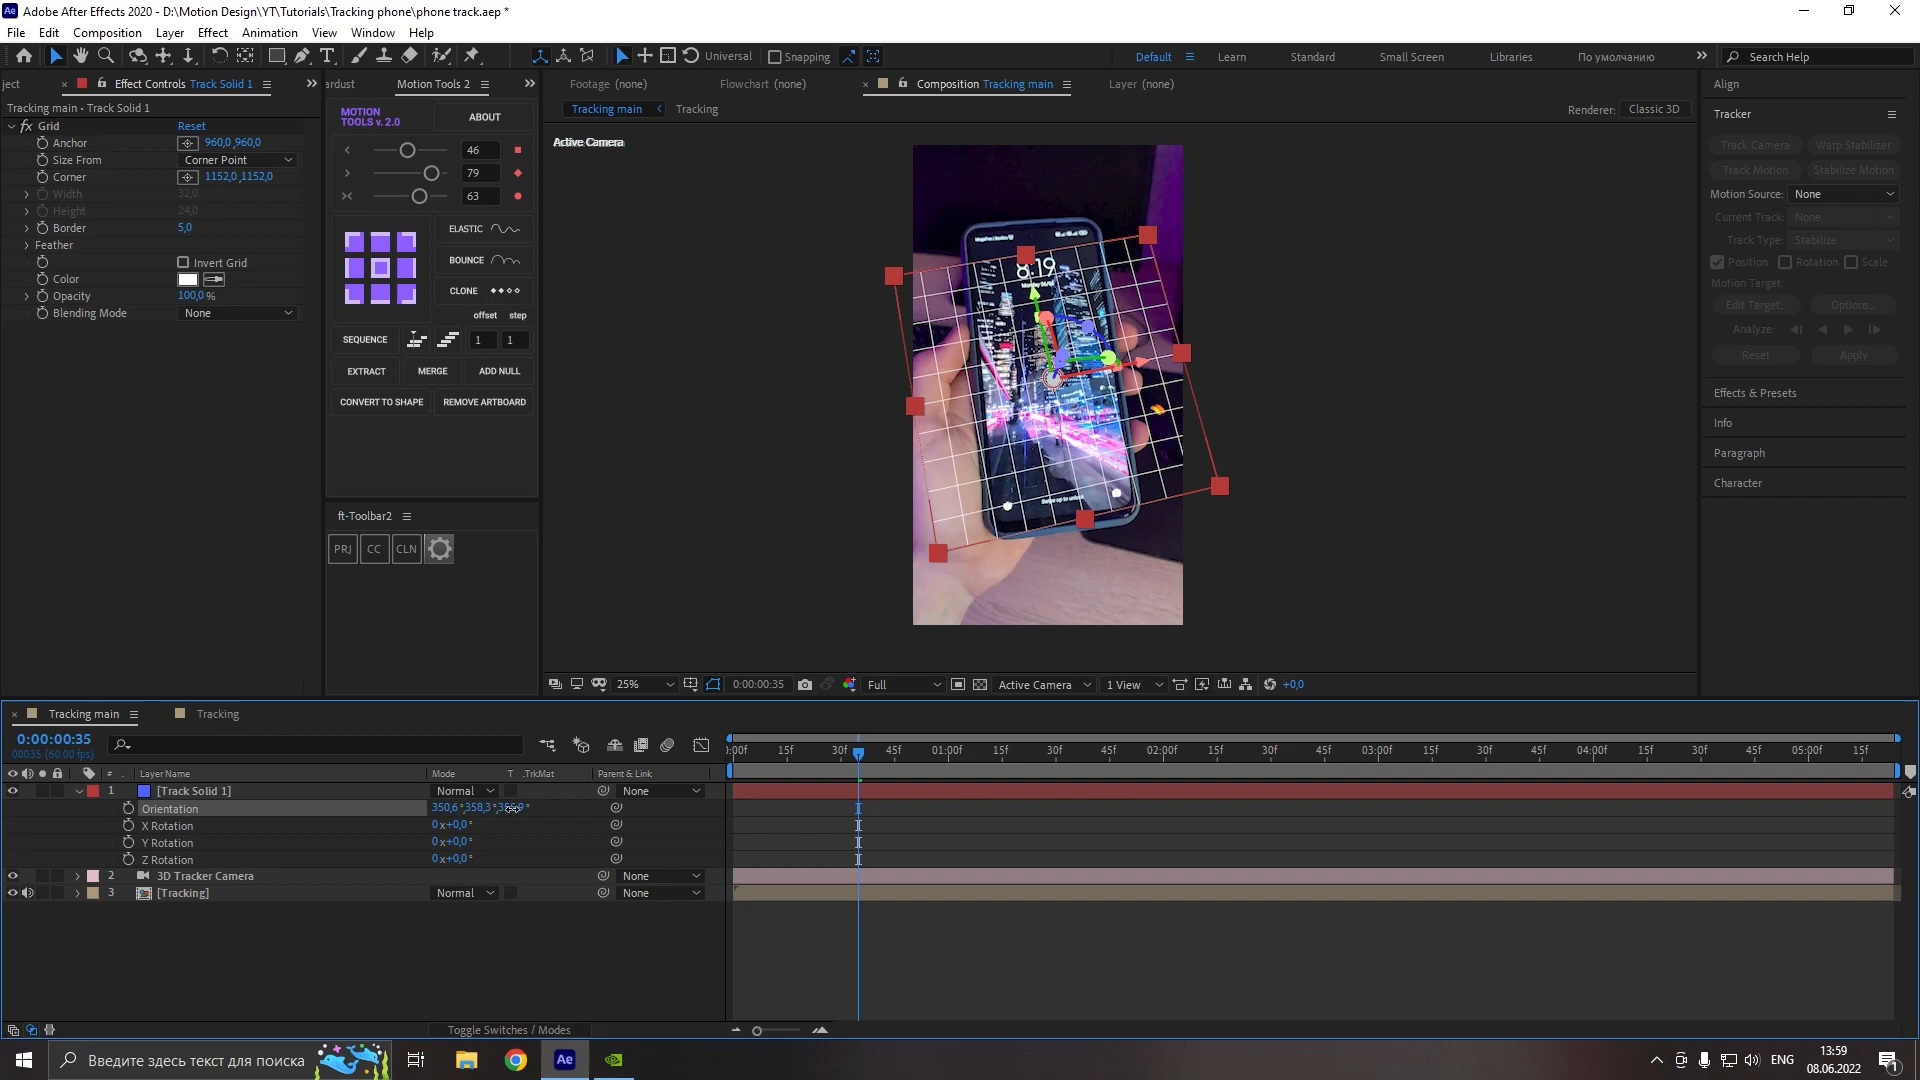 Adobe After Effects 2020 - D:\Motion Design\YT\Tutorials\Tracking phone\phone track.aep *
File Edit Composition Layer Effect Animation View Window Help
Universal Snapping Default Learn Standard Small Screen Libraries По умолчанию Search Help
ject Effect Controls Track Solid 1
Tracking main • Track Solid 1
fx Grid Reset
Anchor 960,0,960,0
Size From Corner Point
Corner 1152,0,1152,0
Width 32,0
Height 24,0
Border 5,0
Feather
Invert Grid
Color
Opacity 100,0%
Blending Mode None
ardust Motion Tools 2
MOTION TOOLS v. 2.0 ABOUT
46
79
63
ELASTIC
BOUNCE
CLONE
offset step
SEQUENCE 1 1
EXTRACT MERGE ADD NULL
CONVERT TO SHAPE REMOVE ARTBOARD
ft-Toolbar2
PRJ CC CLN
Footage (none) Flowchart (none) Composition Tracking main Layer (none)
Tracking main Tracking Renderer: Classic 3D
Active Camera
8:19
Swipe up to unlock
25% 0:00:00:35 Full Active Camera 1 View +0,0
Align
Tracker
Track Camera Warp Stabilizer
Track Motion Stabilize Motion
Motion Source: None
Current Track: None
Track Type: Stabilize
Position Rotation Scale
Motion Target:
Edit Target... Options...
Analyze:
Reset Apply
Effects & Presets
Info
Paragraph
Character
Tracking main Tracking
0:00:00:35
00035 (60.00 fps)
:00f 15f 30f 45f 01:00f 15f 30f 45f 02:00f 15f 30f 45f 03:00f 15f 30f 45f 04:00f 15f 30f 45f 05:00f 15f
# Layer Name Mode T .TrkMat Parent & Link
1 [Track Solid 1] Normal None
Orientation 350,6°,358,3°
X Rotation 0x+0,0°
Y Rotation 0x+0,0°
Z Rotation 0x+0,0°
2 3D Tracker Camera None
3 [Tracking] Normal None
Toggle Switches / Modes
Введите здесь текст для поиска Ae ENG 13:59
08.06.2022
1